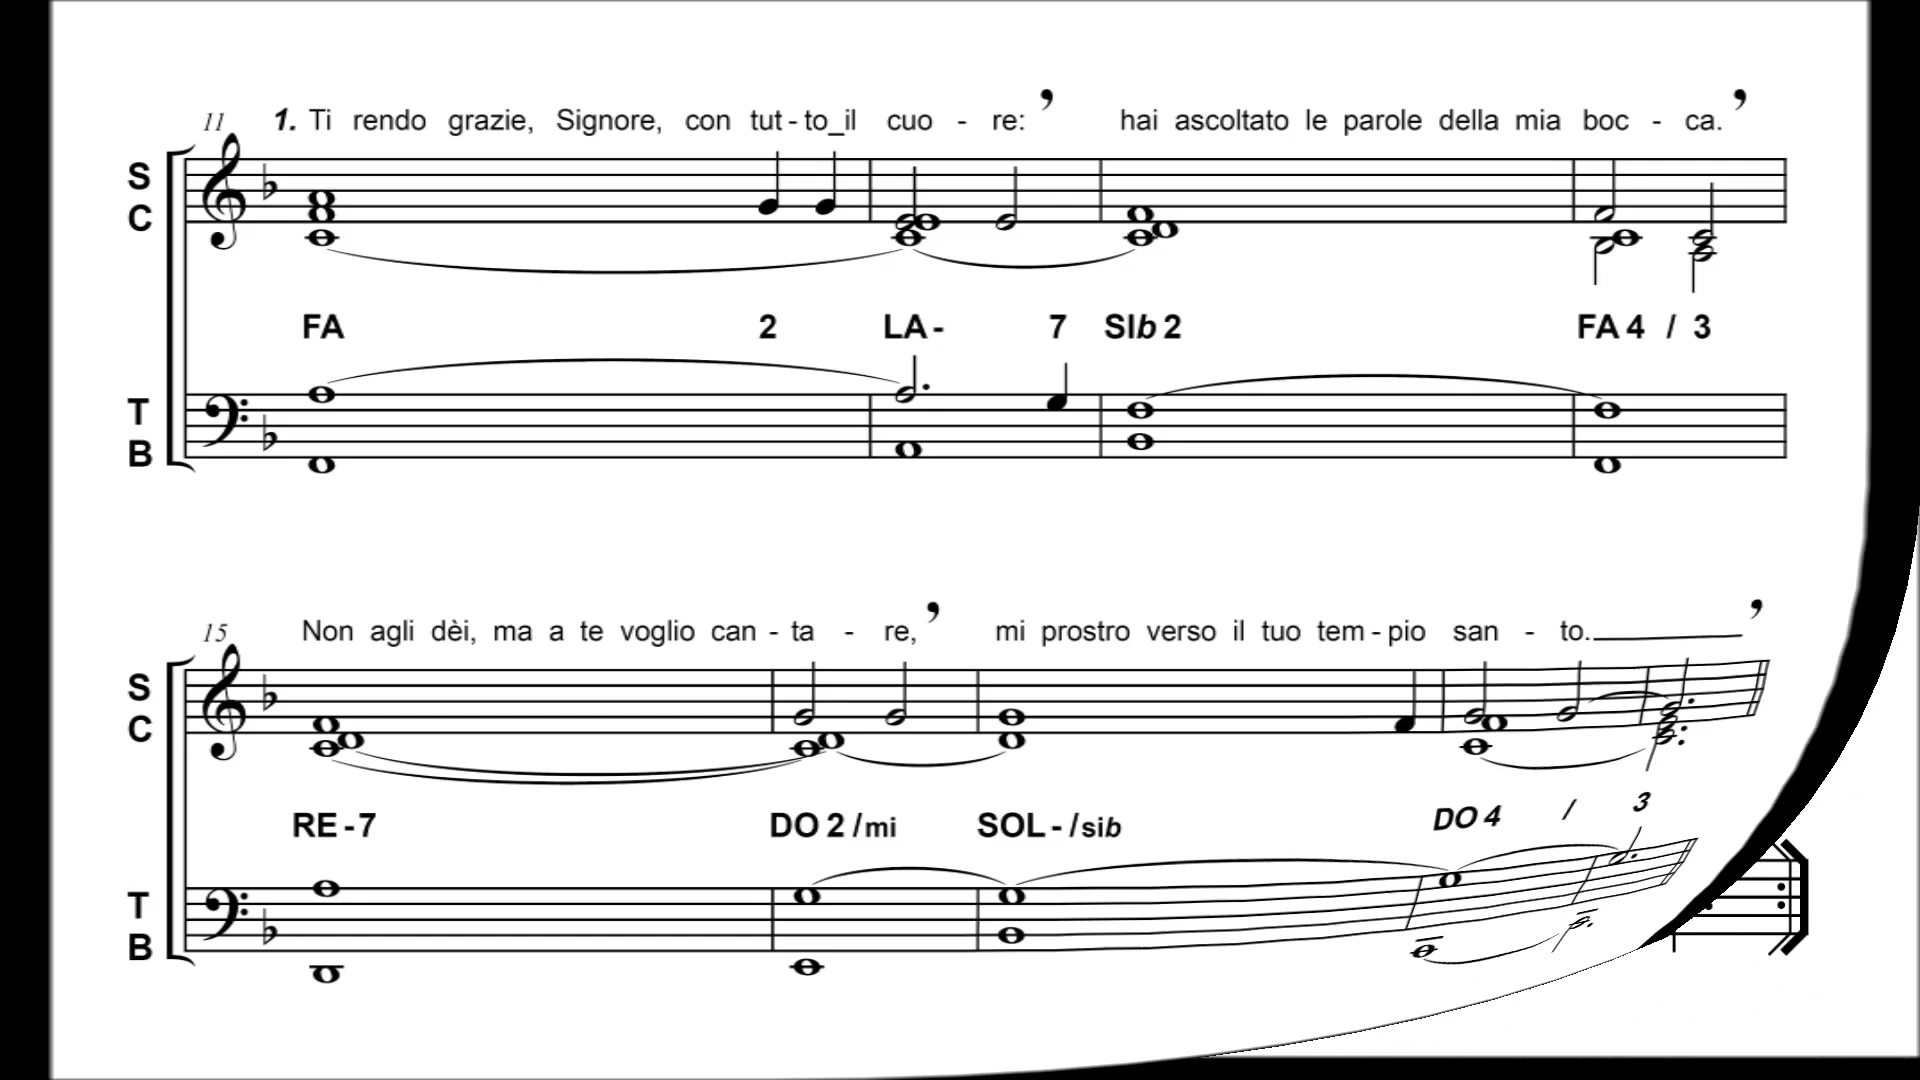 11 1. Ti rendo grazie, Signore, con tut - to_il cuo - re: ’ hai ascoltato le parole della mia boc - ca. ’
S
C
FA 2 LA - 7 SIb 2 FA 4 / 3
T
B
15 Non agli dèi, ma a te voglio can - ta - re, ’ mi prostro verso il tuo tem - pio san - to. ’
S
C
RE - 7 DO 2 / mi SOL - / sib DO 4 / 3
T
B